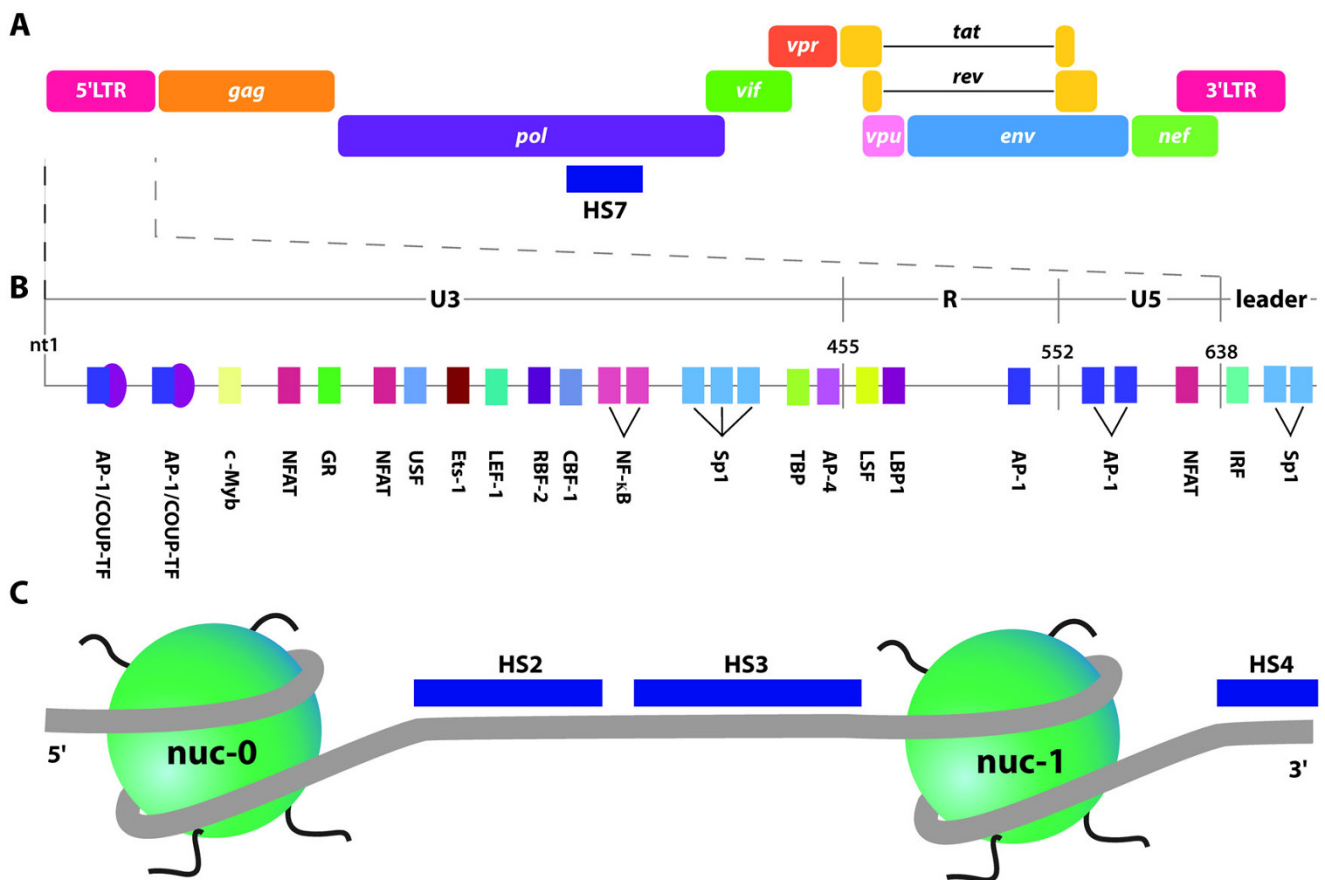 A
vpr
tat
5'LTR
gag
vif
rev
3'LTR
pol
vpu
env
nef
HS7
B
U3
R
U5
leader
nt1
455
552
638
AP-1/COUP-TF
AP-1/COUP-TF
c-Myb
NFAT
GR
NFAT
USF
Ets-1
LEF-1
RBF-2
CBF-1
NF-κB
Sp1
TBP
AP-4
LSF
LBP1
AP-1
AP-1
NFAT
IRF
Sp1
C
HS2
HS3
HS4
5'
nuc-0
nuc-1
3'